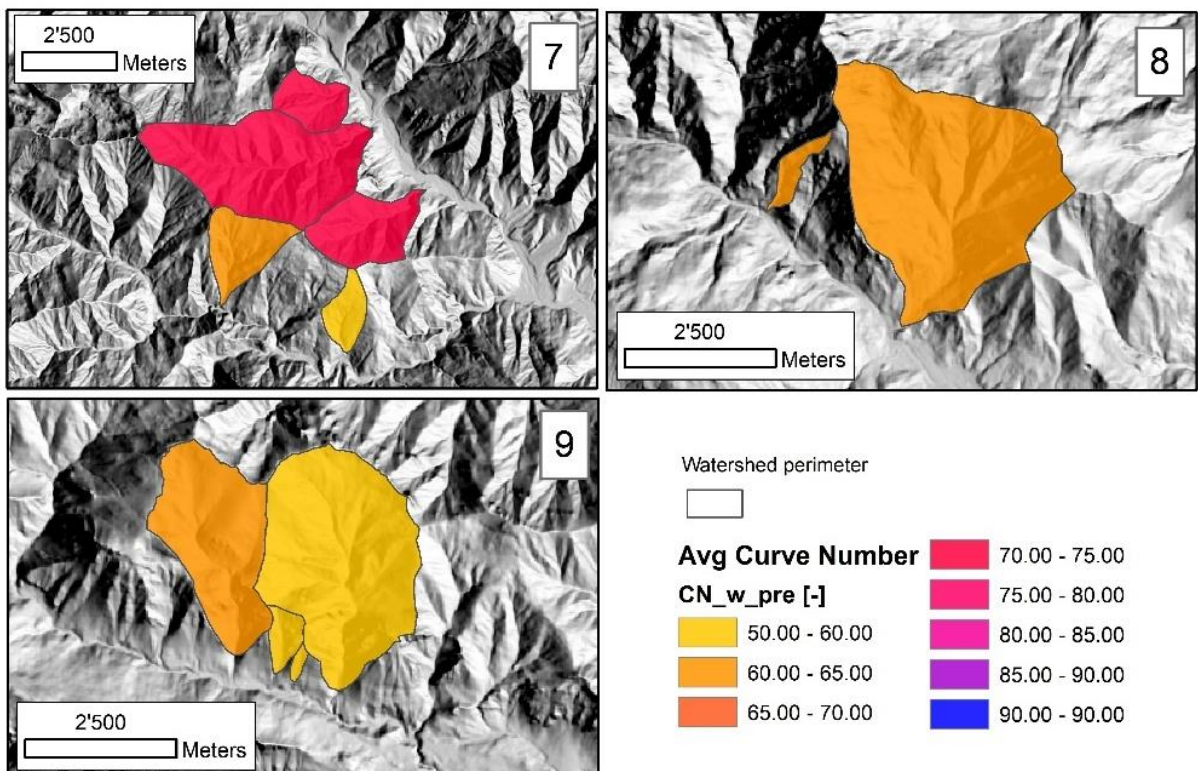 2'500
Meters
7
8
2'500
Meters
9
2'500
Meters
Watershed perimeter
Avg Curve Number
CN_w_pre [-]
50.00 - 60.00
60.00 - 65.00
65.00 - 70.00
70.00 - 75.00
75.00 - 80.00
80.00 - 85.00
85.00 - 90.00
90.00 - 90.00